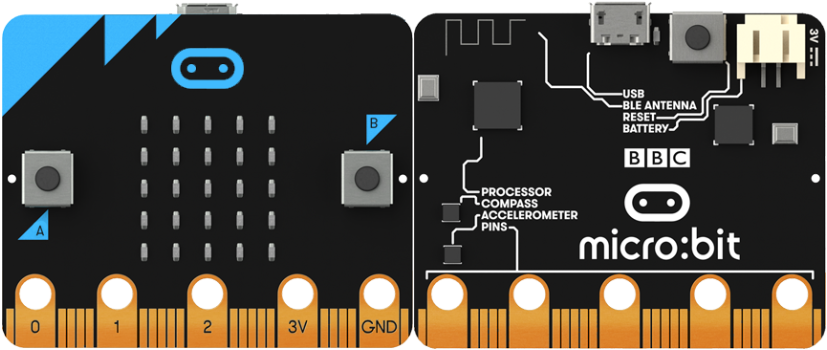 B
A
0 1 2 3V GND
3V
USB
BLE ANTENNA
RESET
BATTERY
BBC
PROCESSOR
COMPASS
ACCELEROMETER
PINS
micro:bit